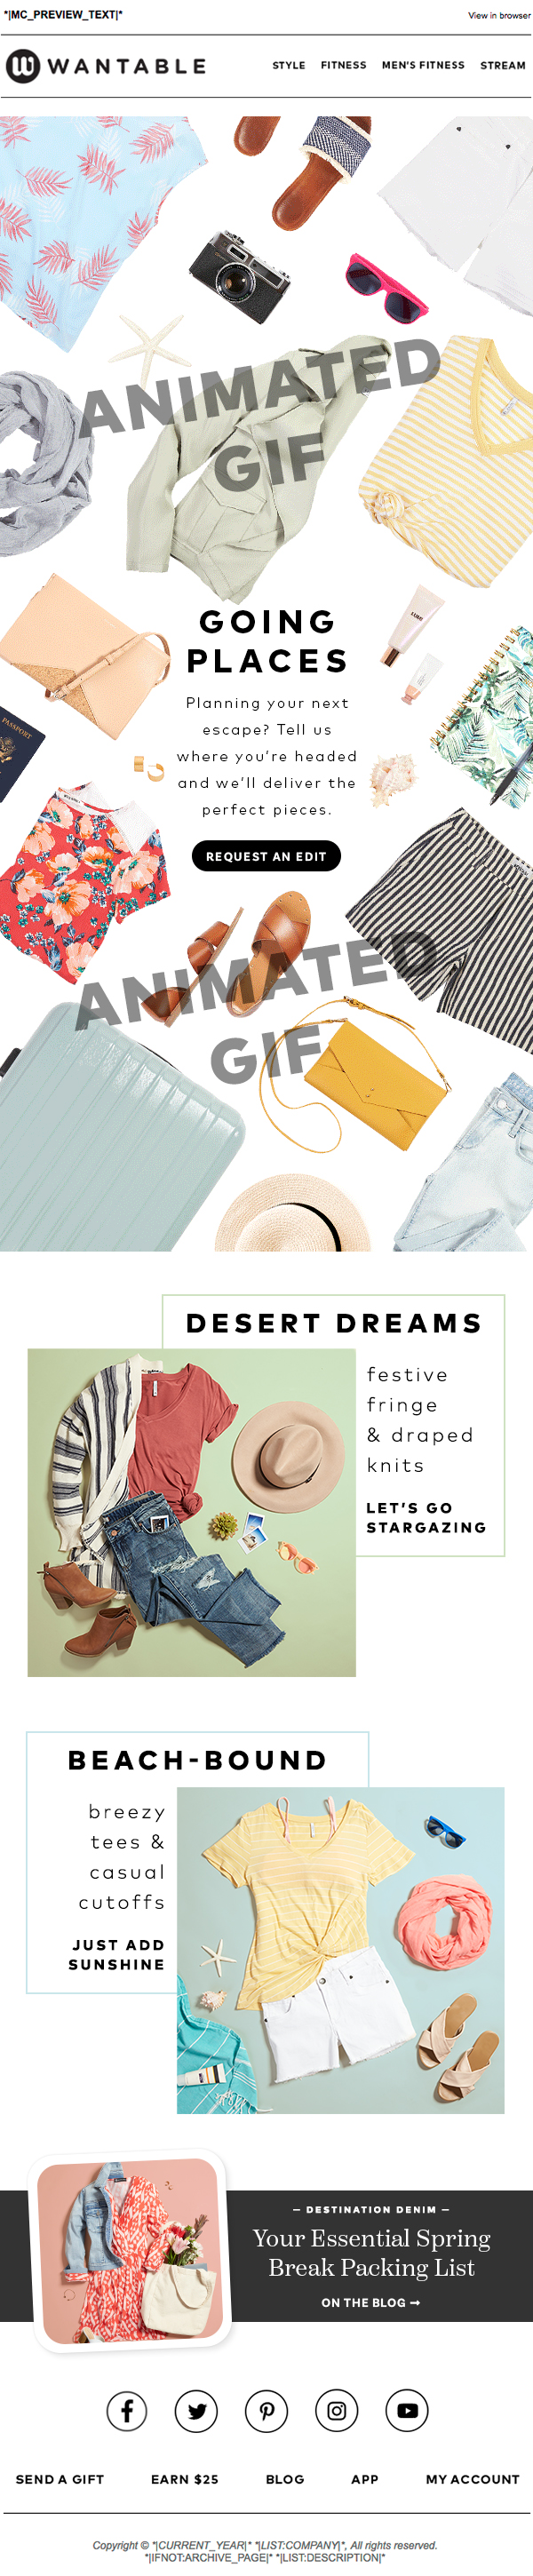 *|MC_PREVIEW_TEXT|*
View in browser
WANTABLE
STYLE FITNESS MEN'S FITNESS STREAM
ANIMATED
GIF
GOING
PLACES
Planning your next
escape? Tell us
where you're headed
and we'll deliver the
perfect pieces.
PASSPORT
REQUEST AN EDIT
ANIMATED
GIF
DESERT DREAMS
festive
fringe
& draped
knits
LET'S GO
STARGAZING
BEACH-BOUND
breezy
tees &
casual
cutoffs
JUST ADD
SUNSHINE
— DESTINATION DENIM —
Your Essential Spring
Break Packing List
ON THE BLOG ➞
SEND A GIFT EARN $25 BLOG APP MY ACCOUNT
Copyright © *|CURRENT_YEAR|* *|LIST:COMPANY|*, All rights reserved.
*|IFNOT:ARCHIVE_PAGE|* *|LIST:DESCRIPTION|*